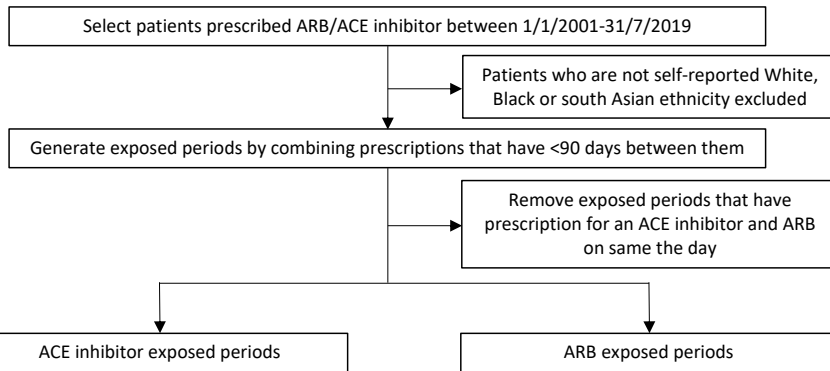 Select patients prescribed ARB/ACE inhibitor between 1/1/2001-31/7/2019
Patients who are not self-reported White,
Black or south Asian ethnicity excluded
Generate exposed periods by combining prescriptions that have <90 days between them
Remove exposed periods that have
prescription for an ACE inhibitor and ARB
on same the day
ACE inhibitor exposed periods
ARB exposed periods